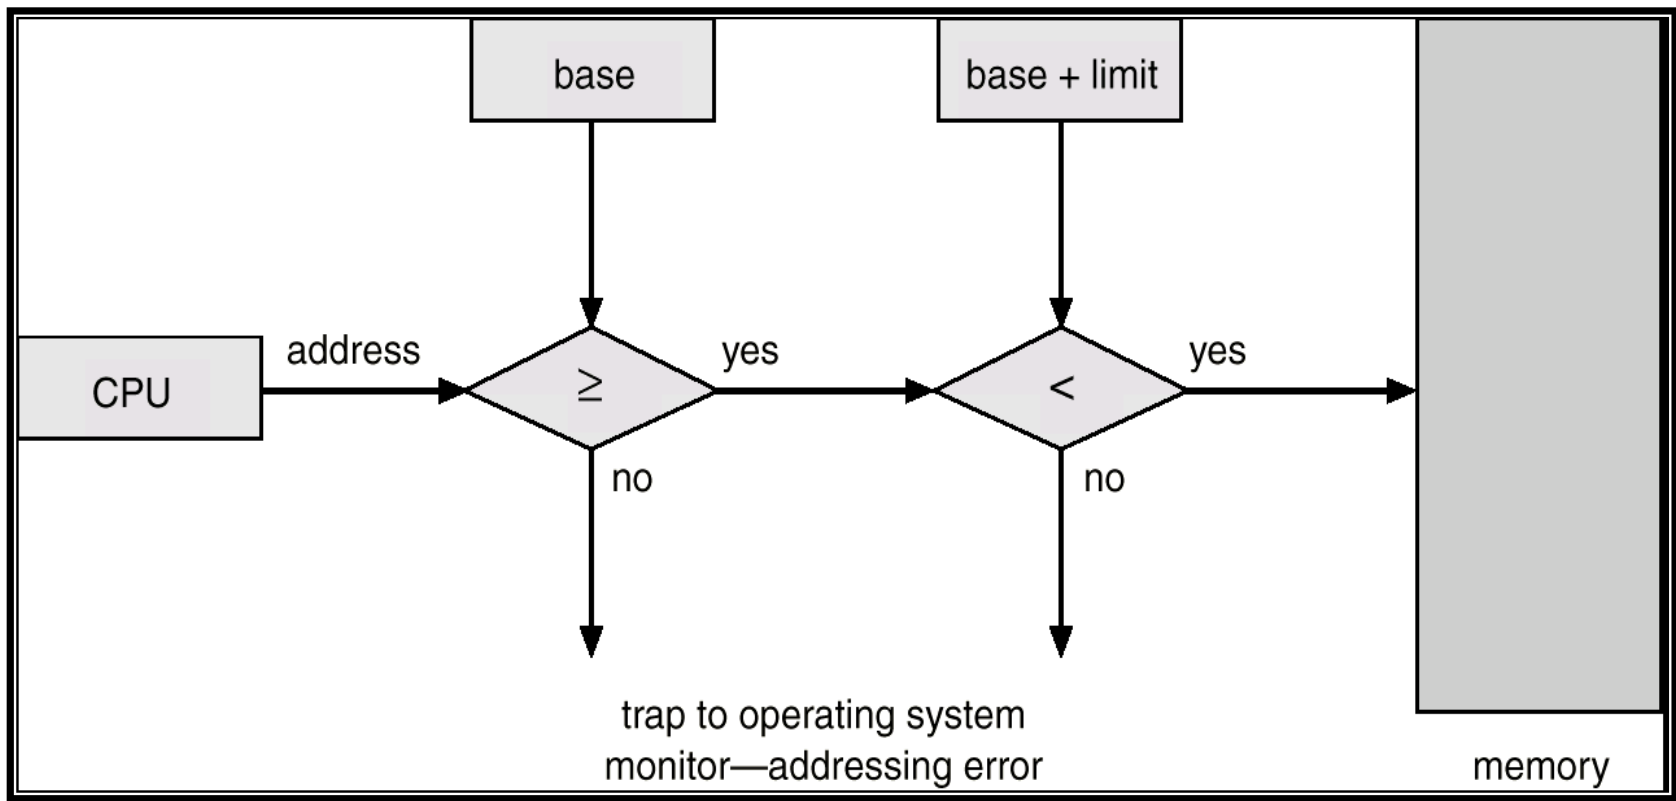 base
base + limit
address
yes
yes
CPU
≥
<
no
no
trap to operating system
monitor—addressing error
memory